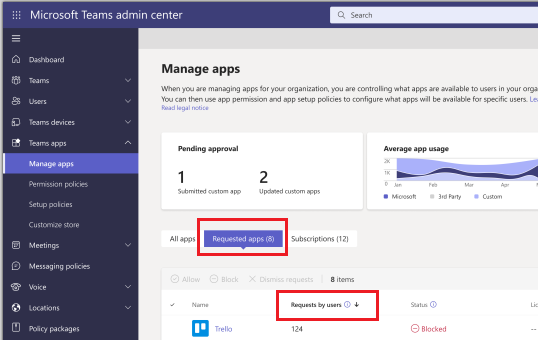 Microsoft Teams admin center
Search
Dashboard
Teams
Users
Teams devices
Teams apps
Manage apps
Permission policies
Setup policies
Customize store
Meetings
Messaging policies
Voice
Locations
Policy packages
Manage apps
When you are managing apps for your organization, you are controlling what apps are available to users in your orga
You can then use app permission and app setup policies to configure what apps will be available for specific users. Lea
Read legal notice
Pending approval
1
Submitted custom app
2
Updated custom apps
Average app usage
2K
1K
0
Jan Feb Mar Apr
Microsoft 3rd Party Custom
All apps Requested apps (8) Subscriptions (12)
Allow Block Dismiss requests 8 items
Name Requests by users Status Lic
Trello 124 Blocked --